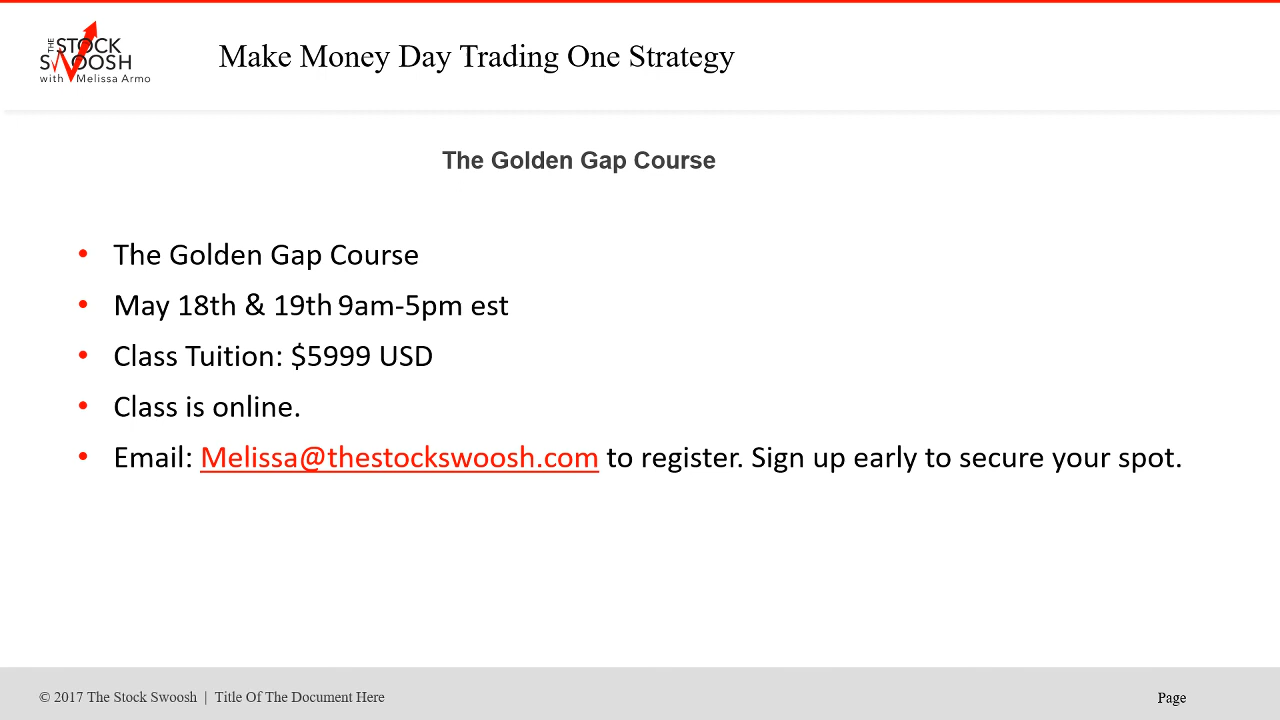 THE STOCK
SWOOSH
with Melissa Armo
Make Money Day Trading One Strategy
The Golden Gap Course
• The Golden Gap Course
• May 18th & 19th 9am-5pm est
• Class Tuition: $5999 USD
• Class is online.
• Email: Melissa@thestockswoosh.com to register. Sign up early to secure your spot.
© 2017 The Stock Swoosh | Title Of The Document Here
Page